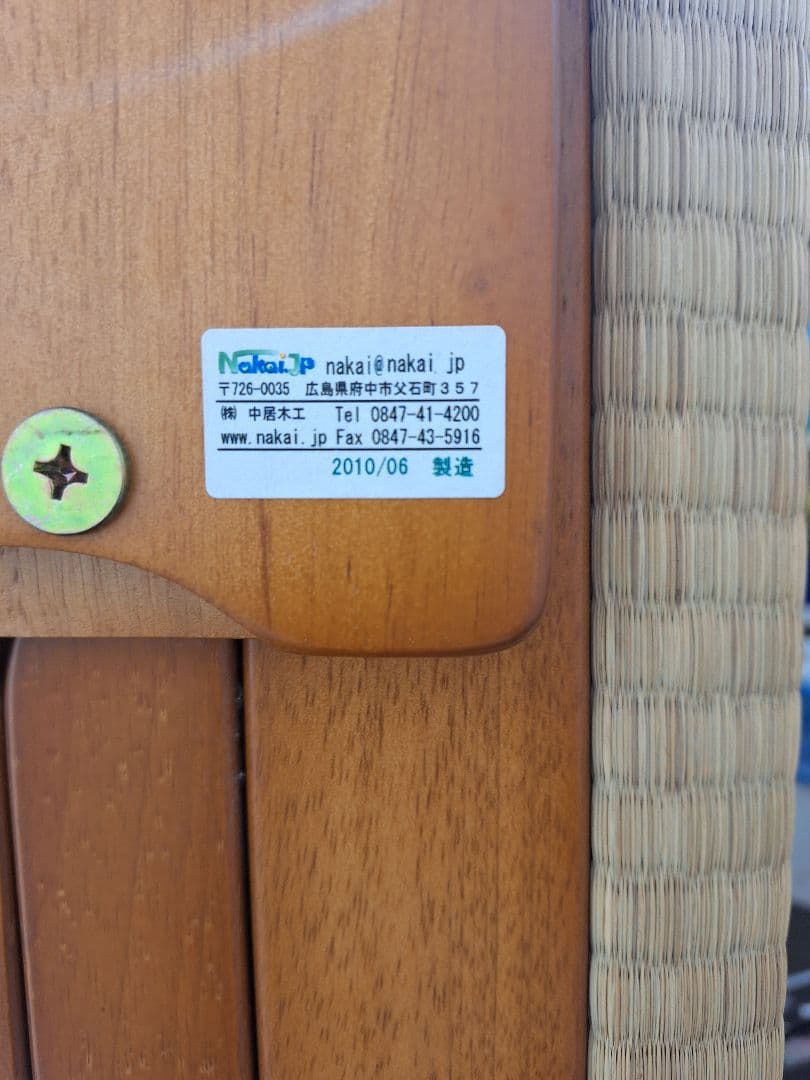 Nakai.Jp nakai@nakai.jp
〒726-0035 広島県府中市父石町３５７
㈱ 中居木工 Tel 0847-41-4200
www.nakai.jp Fax 0847-43-5916
2010/06 製造